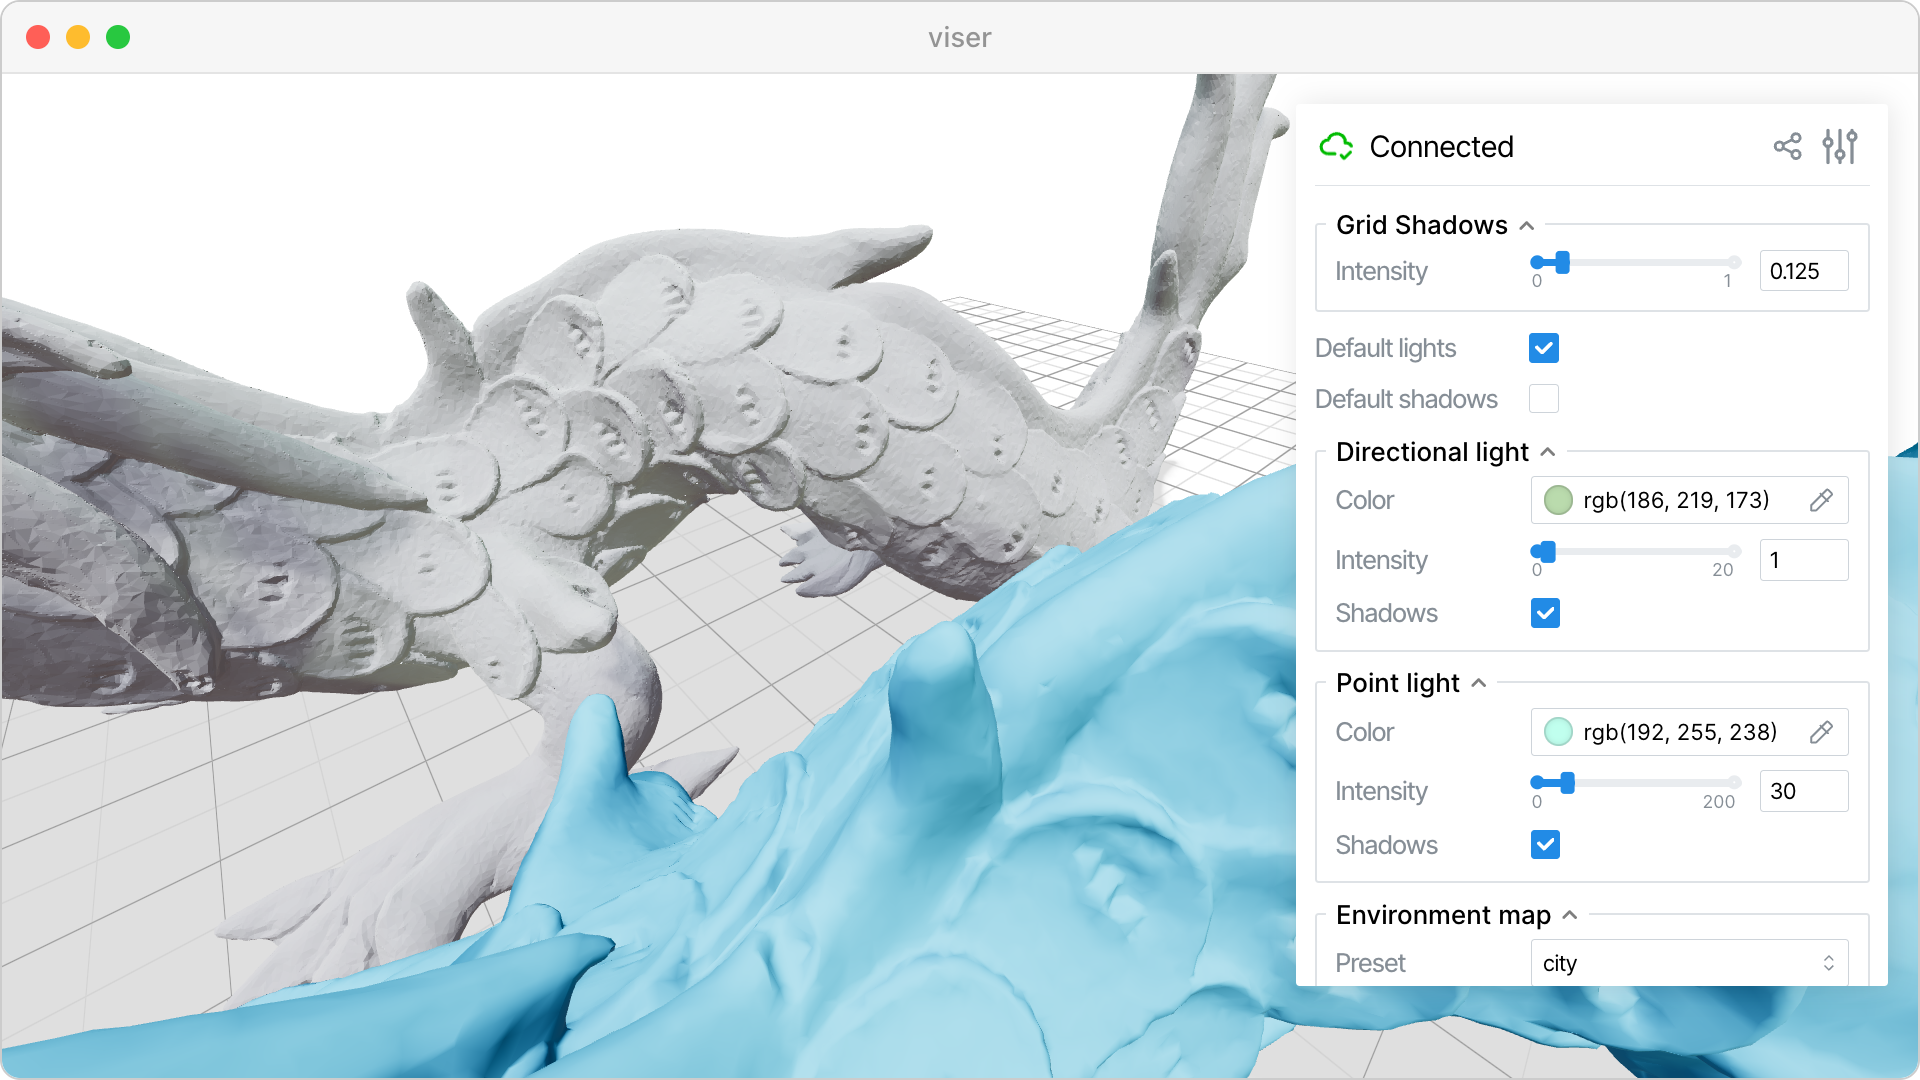 viser
Connected
Grid Shadows
Intensity
0
1
0.125
Default lights
Default shadows
Directional light
Color
rgb(186, 219, 173)
Intensity
0
20
1
Shadows
Point light
Color
rgb(192, 255, 238)
Intensity
0
200
30
Shadows
Environment map
Preset
city